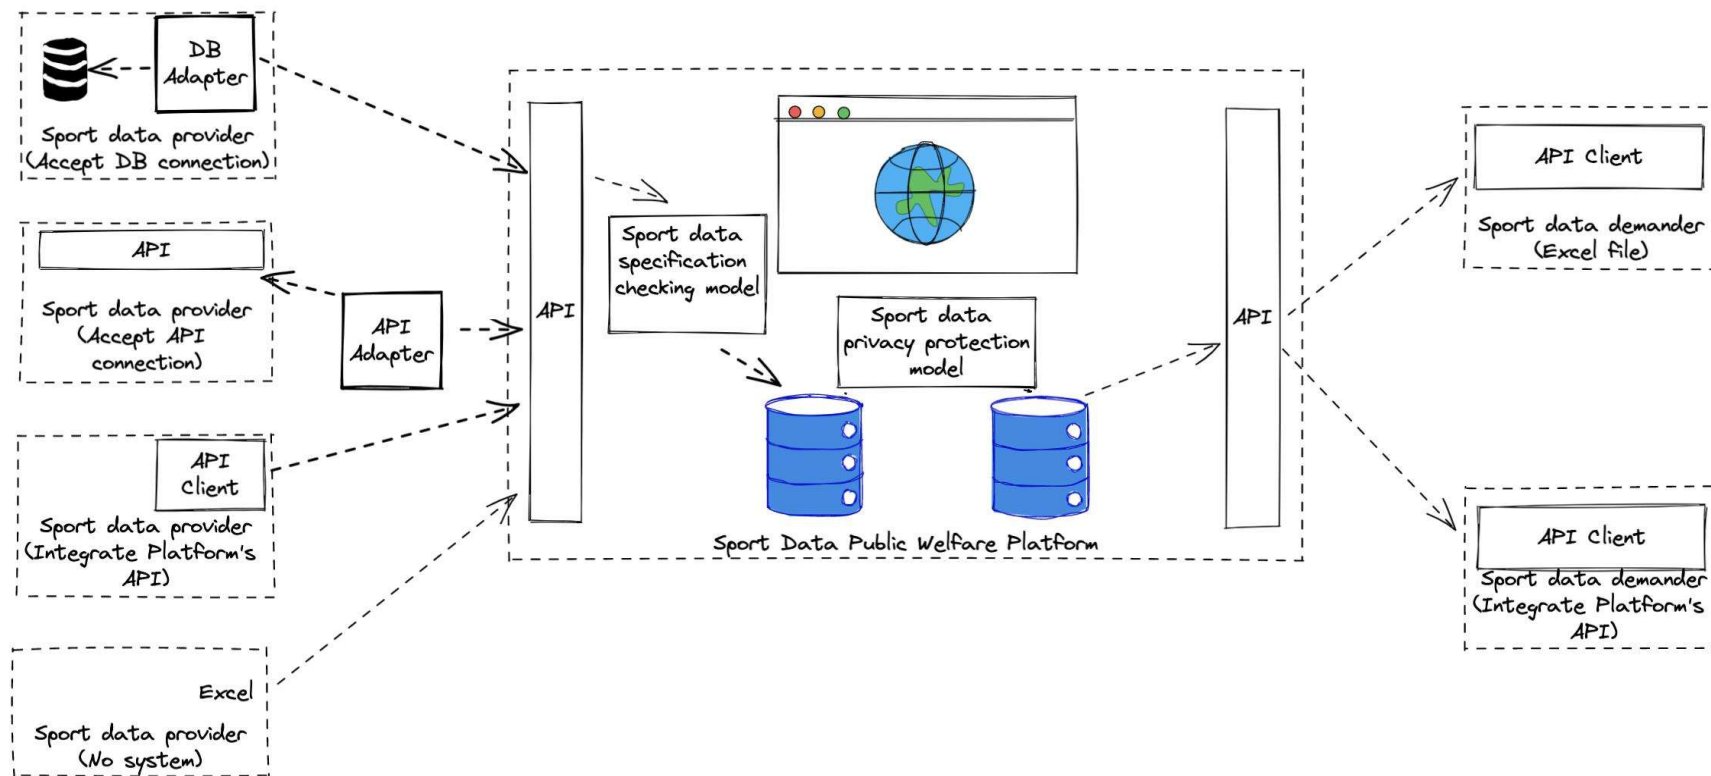 DB
Adapter
Sport data provider
(Accept DB connection)
API
Sport data provider
(Accept API
connection)
API
Adapter
API
Client
Sport data provider
(Integrate Platform's
API)
Excel
Sport data provider
(No system)
API
Sport data
specification
checking model
Sport data
privacy protection
model
Sport Data Public Welfare Platform
API
API Client
Sport data demander
(Excel file)
API Client
Sport data demander
(Integrate Platform's
API)